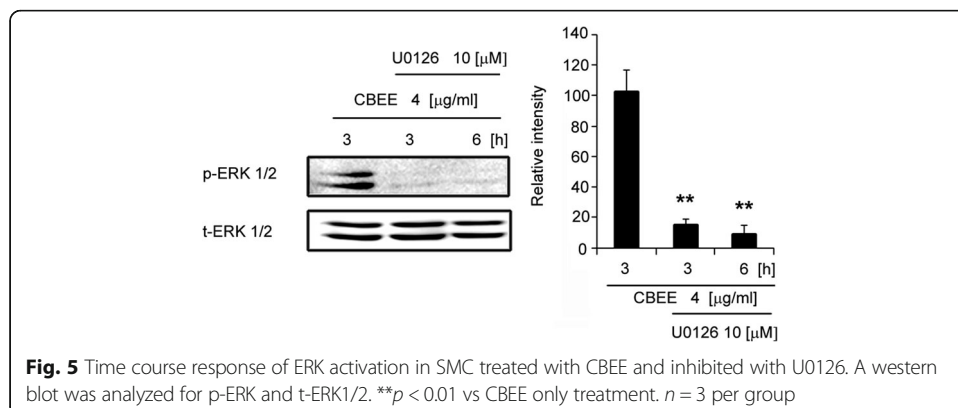 U0126 10 [μM]
CBEE 4 [μg/ml]
3 3 6 [h]
p-ERK 1/2
t-ERK 1/2
Relative intensity
140
120
100
80
60
40
20
0
** **
3 3 6 [h]
CBEE 4 [μg/ml]
U0126 10 [μM]
Fig. 5 Time course response of ERK activation in SMC treated with CBEE and inhibited with U0126. A western
blot was analyzed for p-ERK and t-ERK1/2. **p < 0.01 vs CBEE only treatment. n = 3 per group